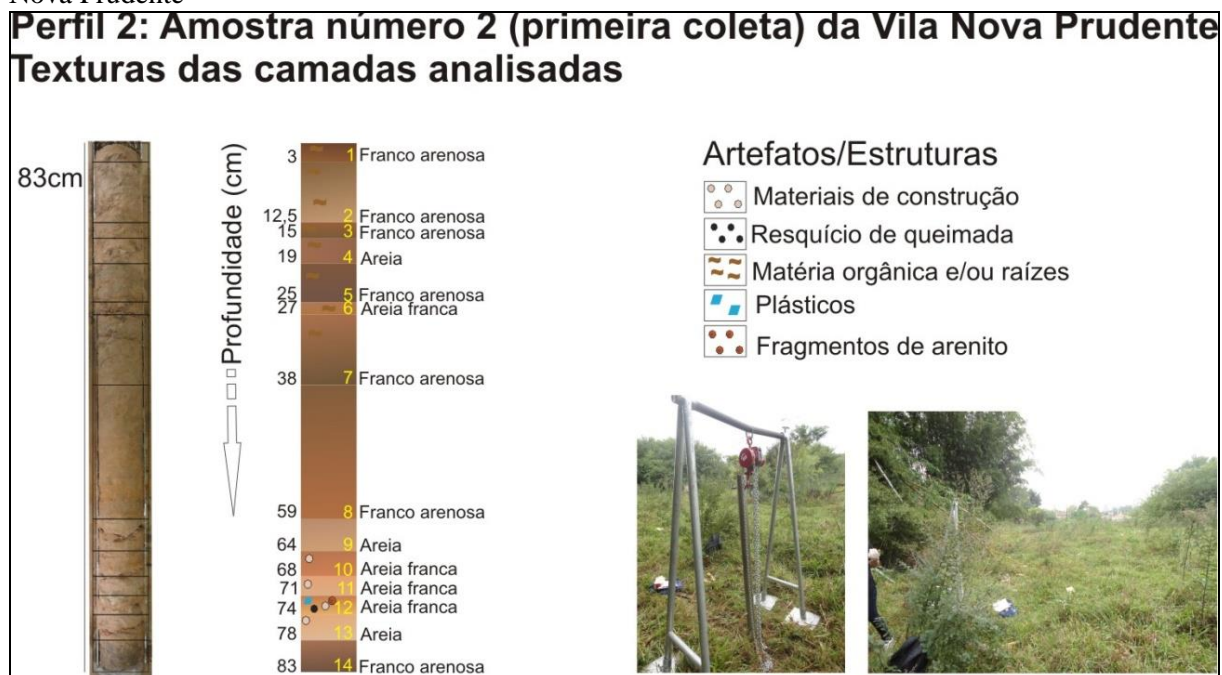 Nova Prudente
Perfil 2: Amostra número 2 (primeira coleta) da Vila Nova Prudente
Texturas das camadas analisadas
83cm
Profundidade (cm)
3 1 Franco arenosa
12,5 2 Franco arenosa
15 3 Franco arenosa
19 4 Areia
25 5 Franco arenosa
27 6 Areia franca
38 7 Franco arenosa
59 8 Franco arenosa
64 9 Areia
68 10 Areia franca
71 11 Areia franca
74 12 Areia franca
78 13 Areia
83 14 Franco arenosa
Artefatos/Estruturas
Materiais de construção
Resquício de queimada
Matéria orgânica e/ou raízes
Plásticos
Fragmentos de arenito